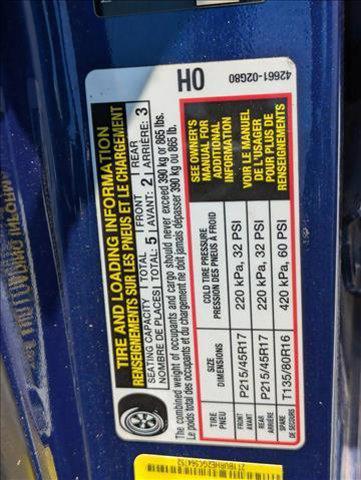 TIRE AND LOADING INFORMATION
RENSEIGNEMENTS SUR LES PNEUS ET LE CHARGEMENT
SEATING CAPACITY | TOTAL | FRONT | REAR
NOMBRE DE PLACES | TOTAL: 5 | AVANT: 2 | ARRIÈRE: 3
The combined weight of occupants and cargo should never exceed 390 kg or 865 lbs.
Le poids total des occupants et du chargement ne doit jamais dépasser 390 kg ou 865 lb.
TIRE SIZE COLD TIRE PRESSURE
PNEU DIMENSIONS PRESSION DES PNEUS À FROID
FRONT
AVANT P215/45R17 220 kPa, 32 PSI
REAR
ARRIÈRE P215/45R17 220 kPa, 32 PSI
SPARE
DE SECOURS T135/80R16 420 kPa, 60 PSI
SEE OWNER'S
MANUAL FOR
ADDITIONAL
INFORMATION
VOIR LE MANUEL
DE L'USAGER
POUR PLUS DE
RENSEIGNEMENTS
HO
42661-02G80